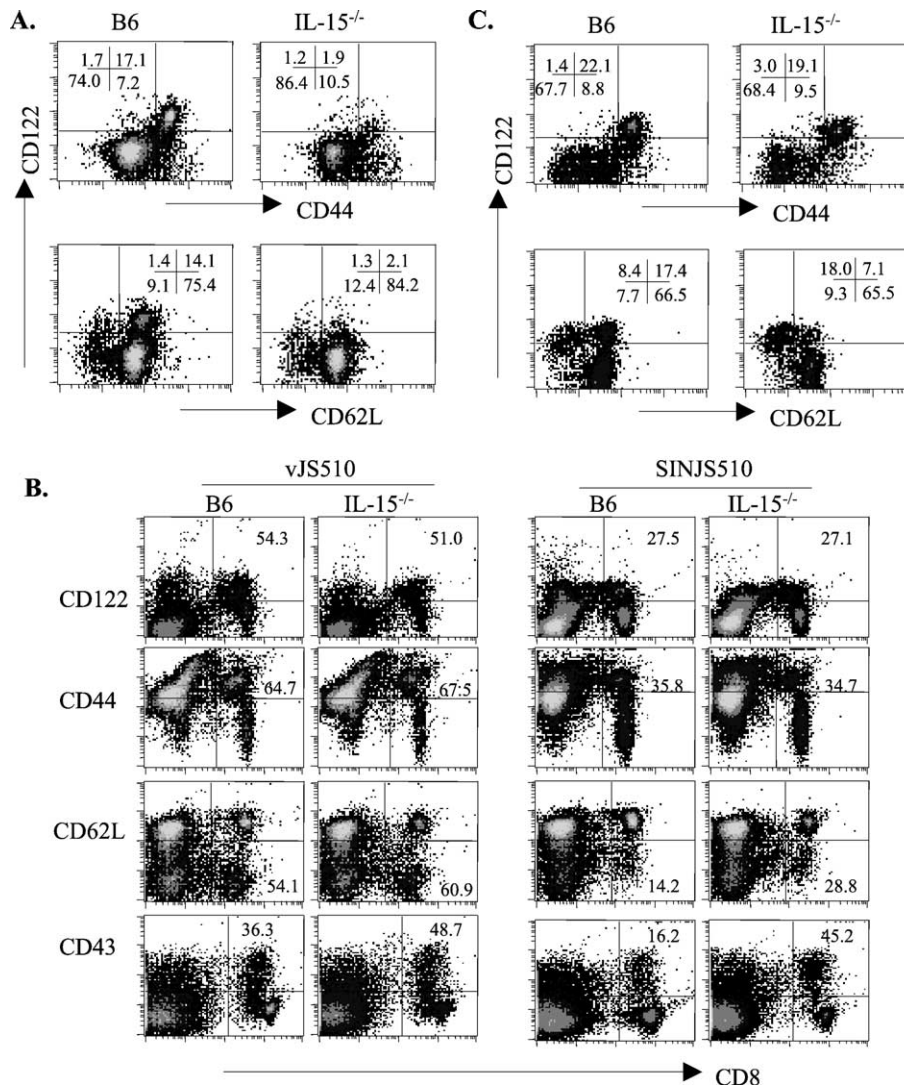 A.
B6 IL-15-/-
1.7 17.1
74.0 7.2
1.2 1.9
86.4 10.5
CD122
CD44
1.4 14.1
9.1 75.4
1.3 2.1
12.4 84.2
CD62L
C.
B6 IL-15-/-
1.4 22.1
67.7 8.8
3.0 19.1
68.4 9.5
CD122
CD44
8.4 17.4
7.7 66.5
18.0 7.1
9.3 65.5
CD62L
B.
vJS510 SINJS510
B6 IL-15-/- B6 IL-15-/-
CD122 54.3 51.0 27.5 27.1
CD44 64.7 67.5 35.8 34.7
CD62L 54.1 60.9 14.2 28.8
CD43 36.3 48.7 16.2 45.2
CD8